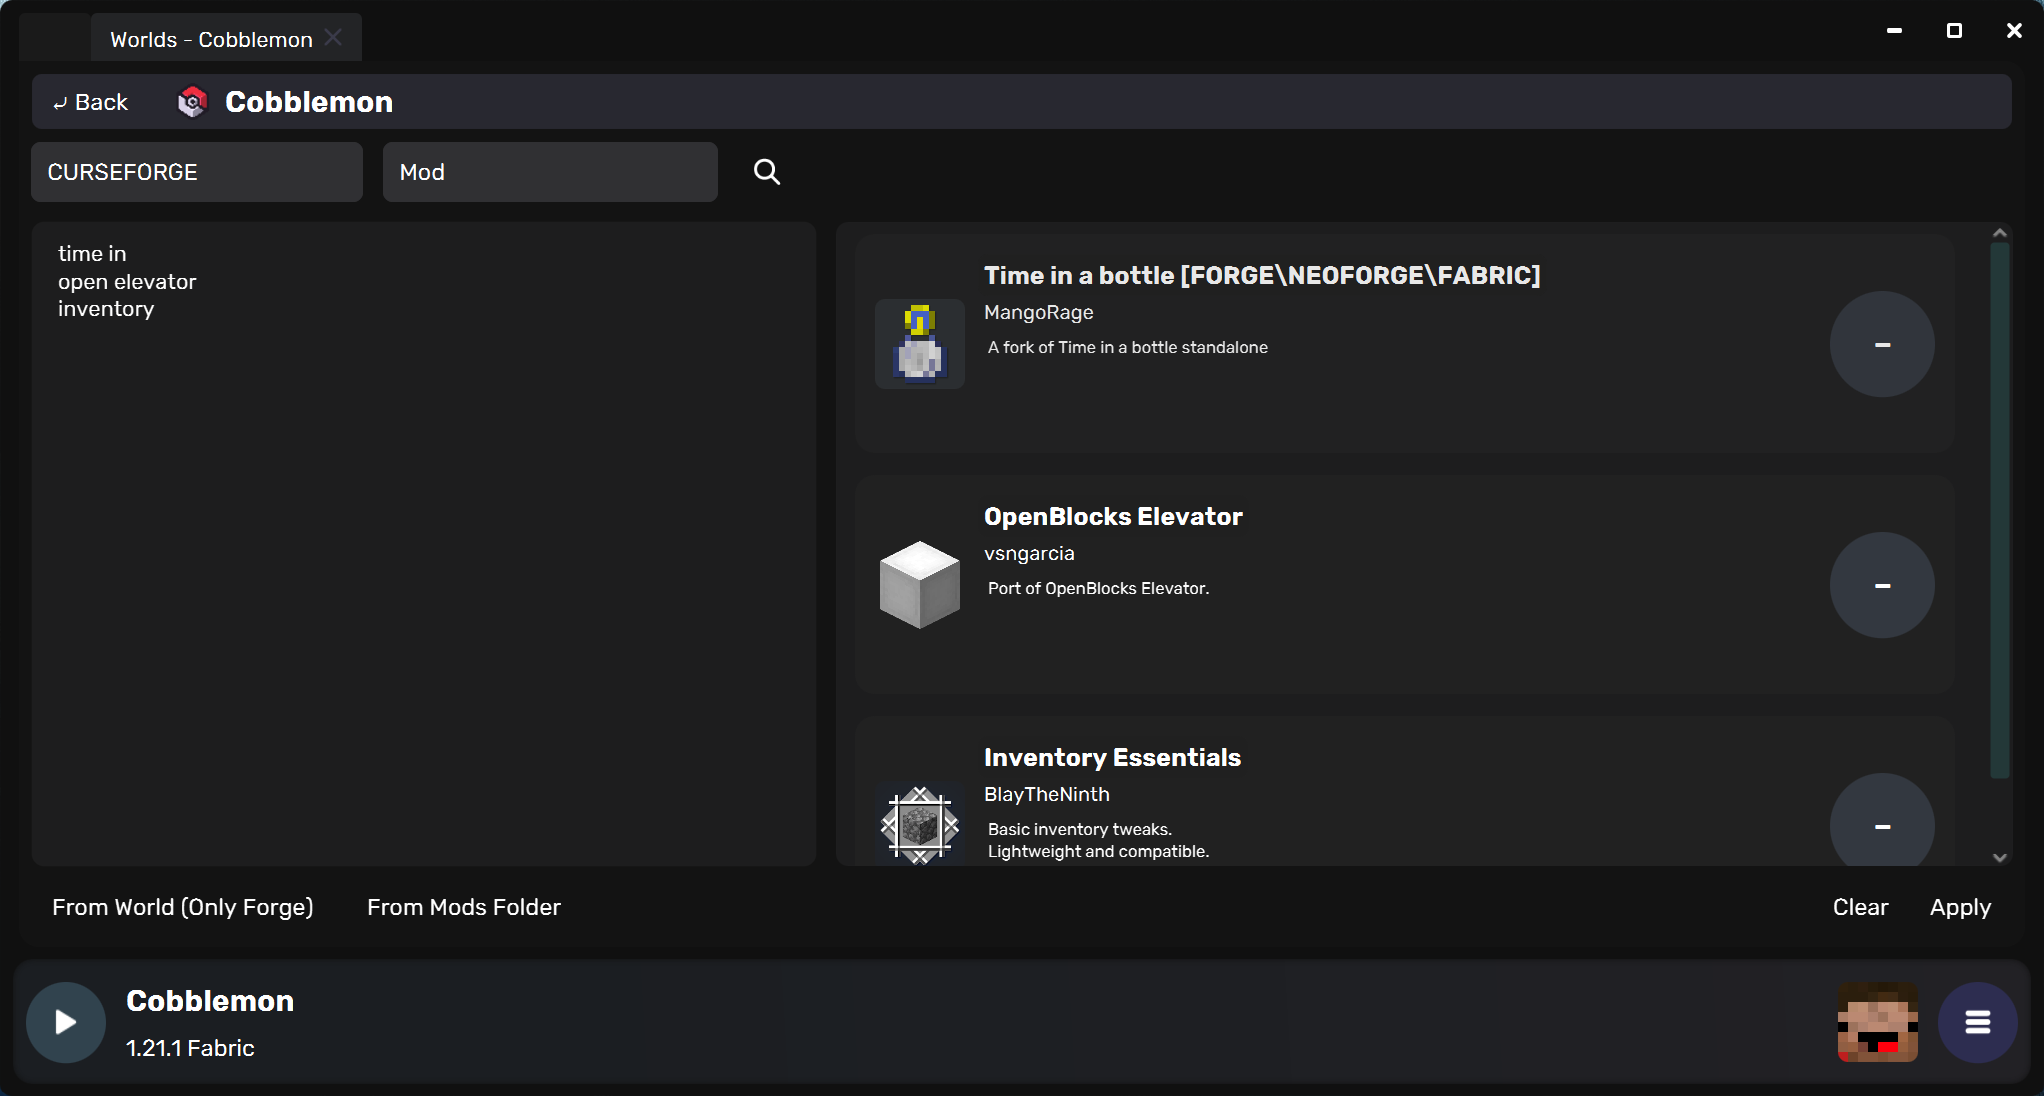 Worlds - Cobblemon
Back
Cobblemon
CURSEFORGE
Mod
time in
open elevator
inventory
Time in a bottle [FORGE\NEOFORGE\FABRIC]
MangoRage
A fork of Time in a bottle standalone
OpenBlocks Elevator
vsngarcia
Port of OpenBlocks Elevator.
Inventory Essentials
BlayTheNinth
Basic inventory tweaks.
Lightweight and compatible.
From World (Only Forge)
From Mods Folder
Clear
Apply
Cobblemon
1.21.1 Fabric